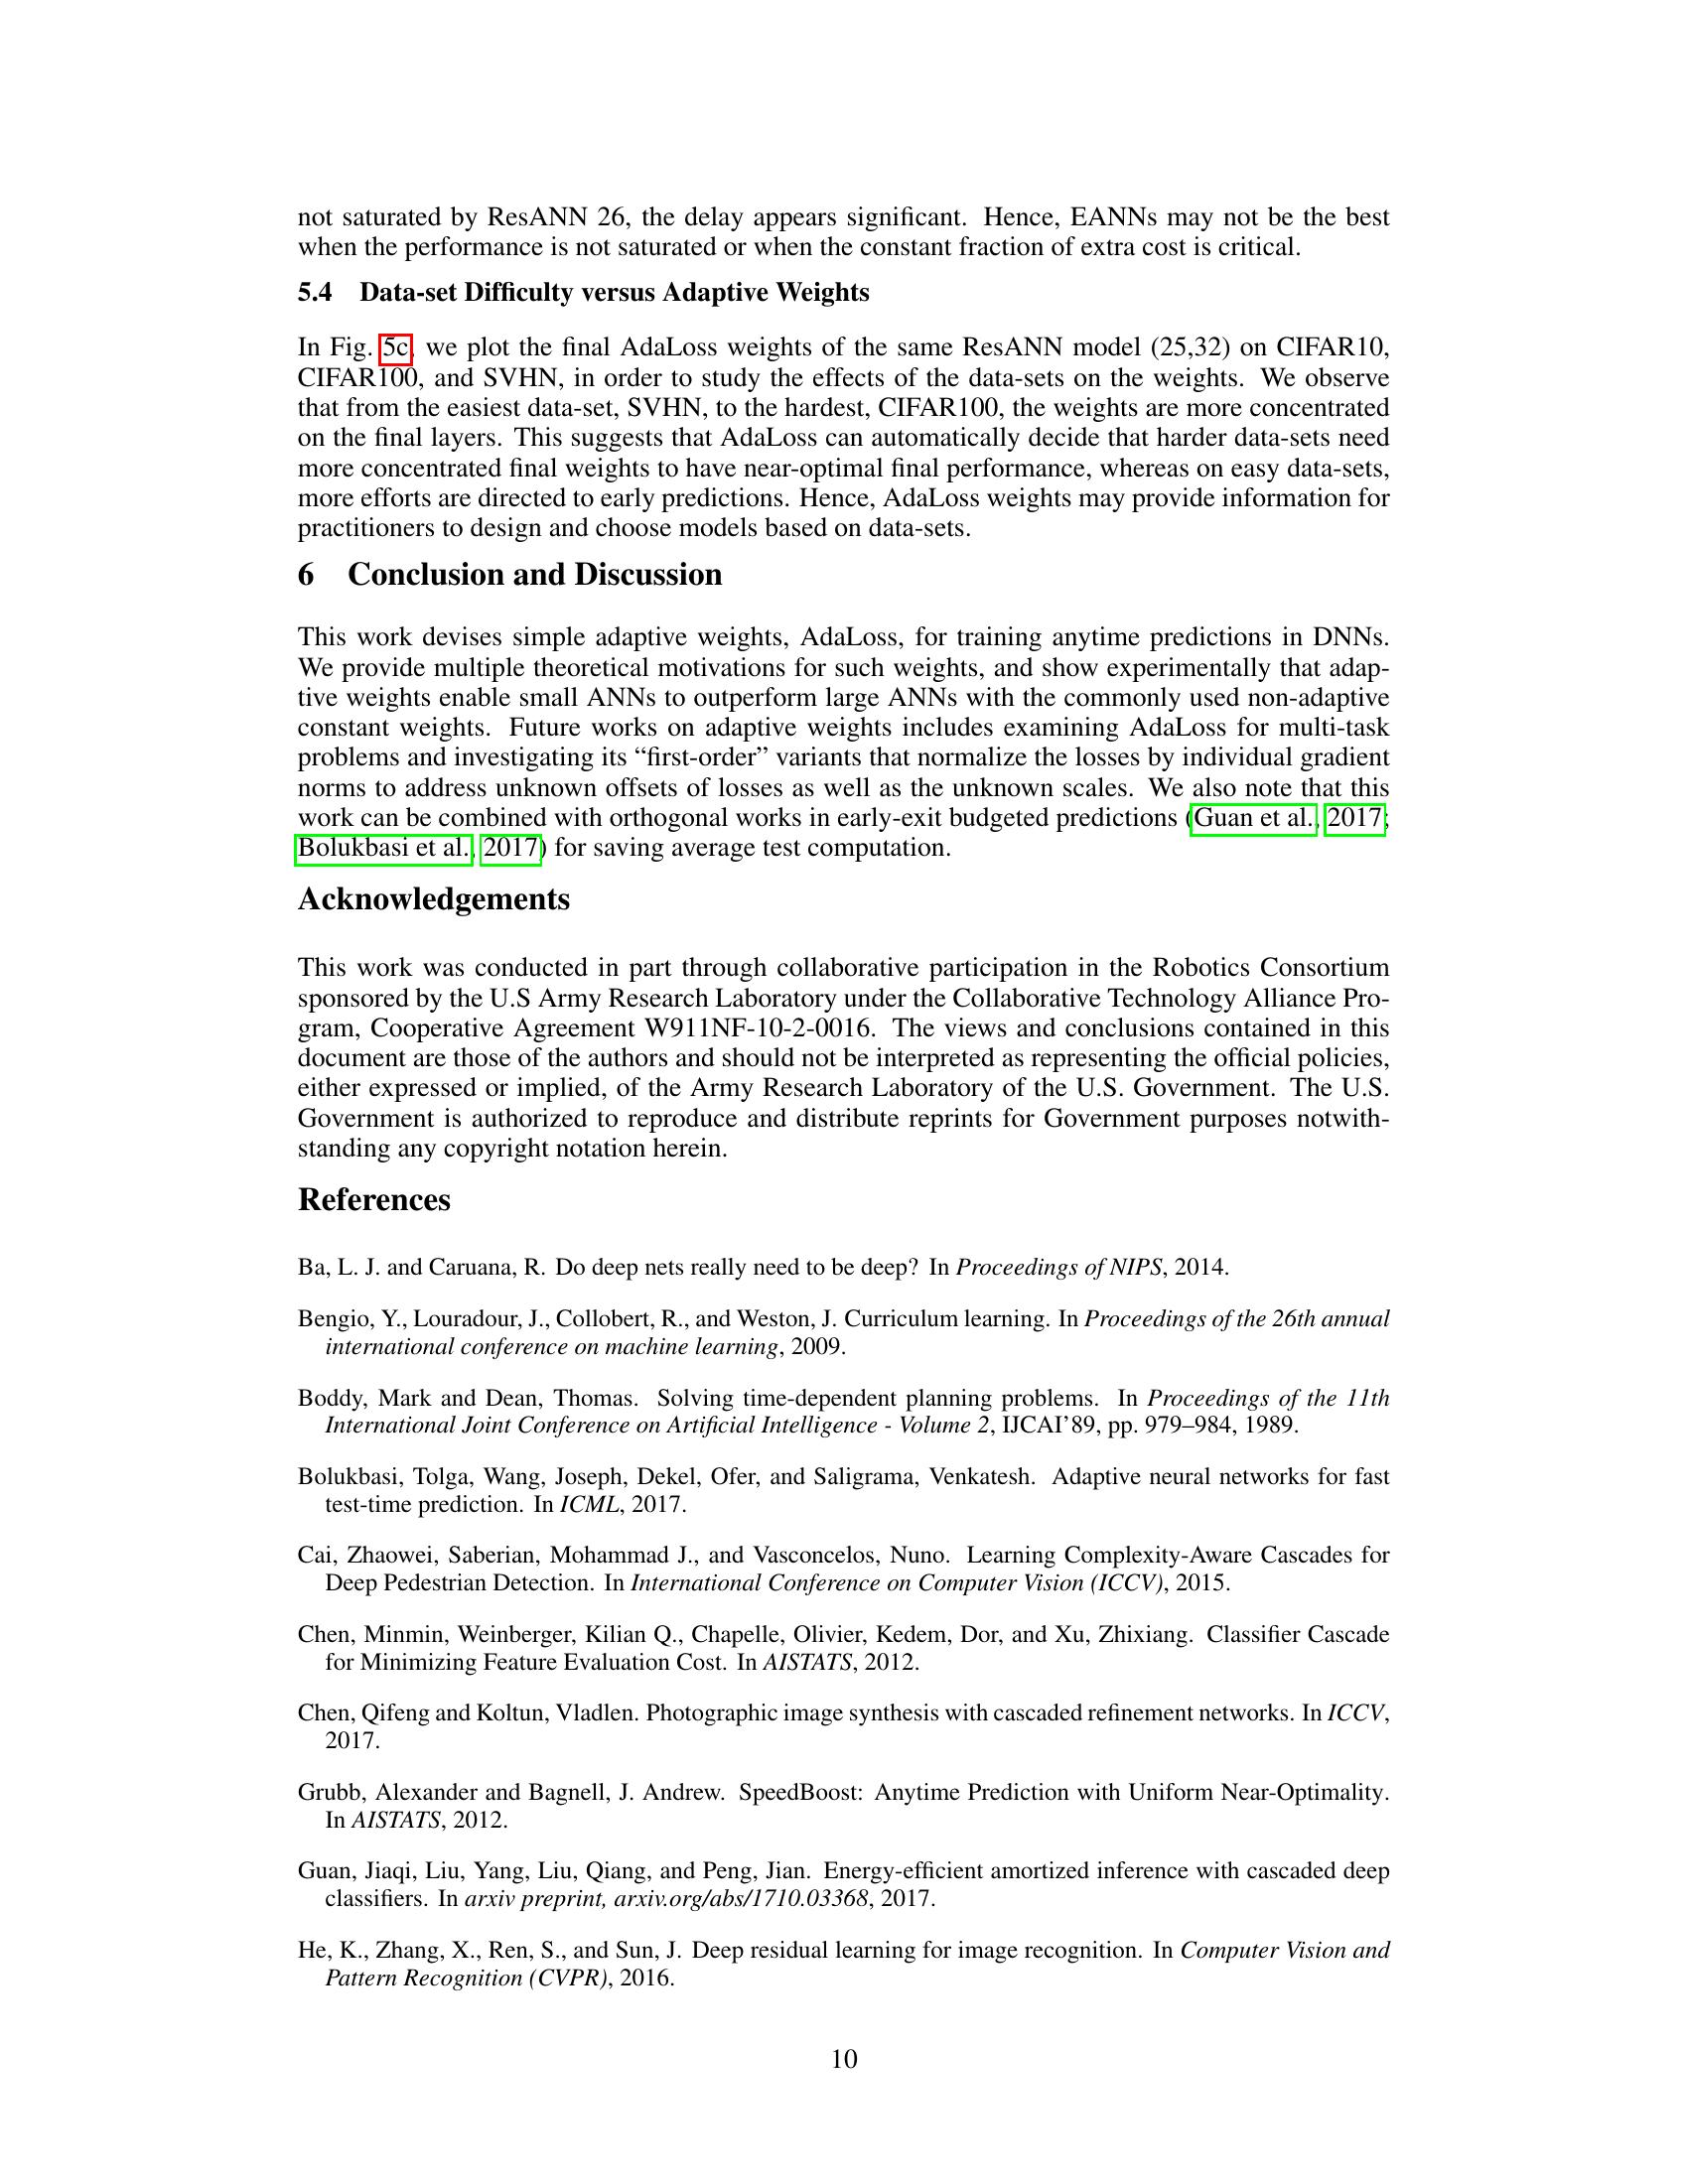 not saturated by ResANN 26, the delay appears significant. Hence, EANNs may not be the best
when the performance is not saturated or when the constant fraction of extra cost is critical.
5.4 Data-set Difficulty versus Adaptive Weights
In Fig. 5c, we plot the final AdaLoss weights of the same ResANN model (25,32) on CIFAR10,
CIFAR100, and SVHN, in order to study the effects of the data-sets on the weights. We observe
that from the easiest data-set, SVHN, to the hardest, CIFAR100, the weights are more concentrated
on the final layers. This suggests that AdaLoss can automatically decide that harder data-sets need
more concentrated final weights to have near-optimal final performance, whereas on easy data-sets,
more efforts are directed to early predictions. Hence, AdaLoss weights may provide information for
practitioners to design and choose models based on data-sets.
6 Conclusion and Discussion
This work devises simple adaptive weights, AdaLoss, for training anytime predictions in DNNs.
We provide multiple theoretical motivations for such weights, and show experimentally that adap-
tive weights enable small ANNs to outperform large ANNs with the commonly used non-adaptive
constant weights. Future works on adaptive weights includes examining AdaLoss for multi-task
problems and investigating its “first-order” variants that normalize the losses by individual gradient
norms to address unknown offsets of losses as well as the unknown scales. We also note that this
work can be combined with orthogonal works in early-exit budgeted predictions (Guan et al., 2017;
Bolukbasi et al., 2017) for saving average test computation.
Acknowledgements
This work was conducted in part through collaborative participation in the Robotics Consortium
sponsored by the U.S Army Research Laboratory under the Collaborative Technology Alliance Pro-
gram, Cooperative Agreement W911NF-10-2-0016. The views and conclusions contained in this
document are those of the authors and should not be interpreted as representing the official policies,
either expressed or implied, of the Army Research Laboratory of the U.S. Government. The U.S.
Government is authorized to reproduce and distribute reprints for Government purposes notwith-
standing any copyright notation herein.
References
Ba, L. J. and Caruana, R. Do deep nets really need to be deep? In Proceedings of NIPS, 2014.
Bengio, Y., Louradour, J., Collobert, R., and Weston, J. Curriculum learning. In Proceedings of the 26th annual
international conference on machine learning, 2009.
Boddy, Mark and Dean, Thomas. Solving time-dependent planning problems. In Proceedings of the 11th
International Joint Conference on Artificial Intelligence - Volume 2, IJCAI’89, pp. 979–984, 1989.
Bolukbasi, Tolga, Wang, Joseph, Dekel, Ofer, and Saligrama, Venkatesh. Adaptive neural networks for fast
test-time prediction. In ICML, 2017.
Cai, Zhaowei, Saberian, Mohammad J., and Vasconcelos, Nuno. Learning Complexity-Aware Cascades for
Deep Pedestrian Detection. In International Conference on Computer Vision (ICCV), 2015.
Chen, Minmin, Weinberger, Kilian Q., Chapelle, Olivier, Kedem, Dor, and Xu, Zhixiang. Classifier Cascade
for Minimizing Feature Evaluation Cost. In AISTATS, 2012.
Chen, Qifeng and Koltun, Vladlen. Photographic image synthesis with cascaded refinement networks. In ICCV,
2017.
Grubb, Alexander and Bagnell, J. Andrew. SpeedBoost: Anytime Prediction with Uniform Near-Optimality.
In AISTATS, 2012.
Guan, Jiaqi, Liu, Yang, Liu, Qiang, and Peng, Jian. Energy-efficient amortized inference with cascaded deep
classifiers. In arxiv preprint, arxiv.org/abs/1710.03368, 2017.
He, K., Zhang, X., Ren, S., and Sun, J. Deep residual learning for image recognition. In Computer Vision and
Pattern Recognition (CVPR), 2016.
10